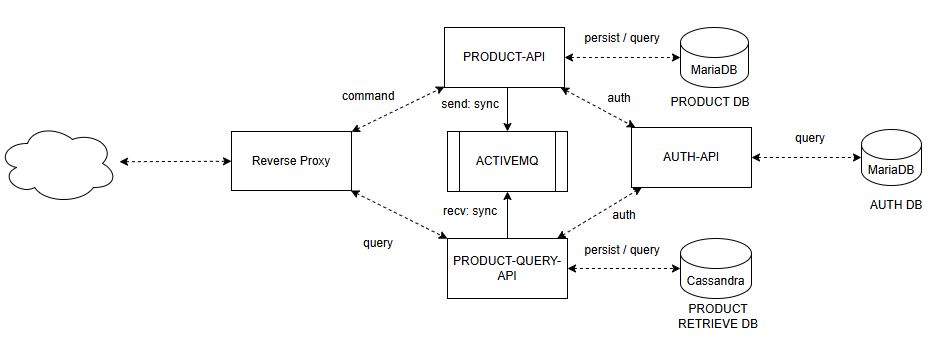 persist / query
PRODUCT-API
MariaDB
command
send: sync
auth
PRODUCT DB
query
Reverse Proxy
ACTIVEMQ
AUTH-API
MariaDB
AUTH DB
recv: sync
auth
query
persist / query
PRODUCT-QUERY-
API
Cassandra
PRODUCT
RETRIEVE DB